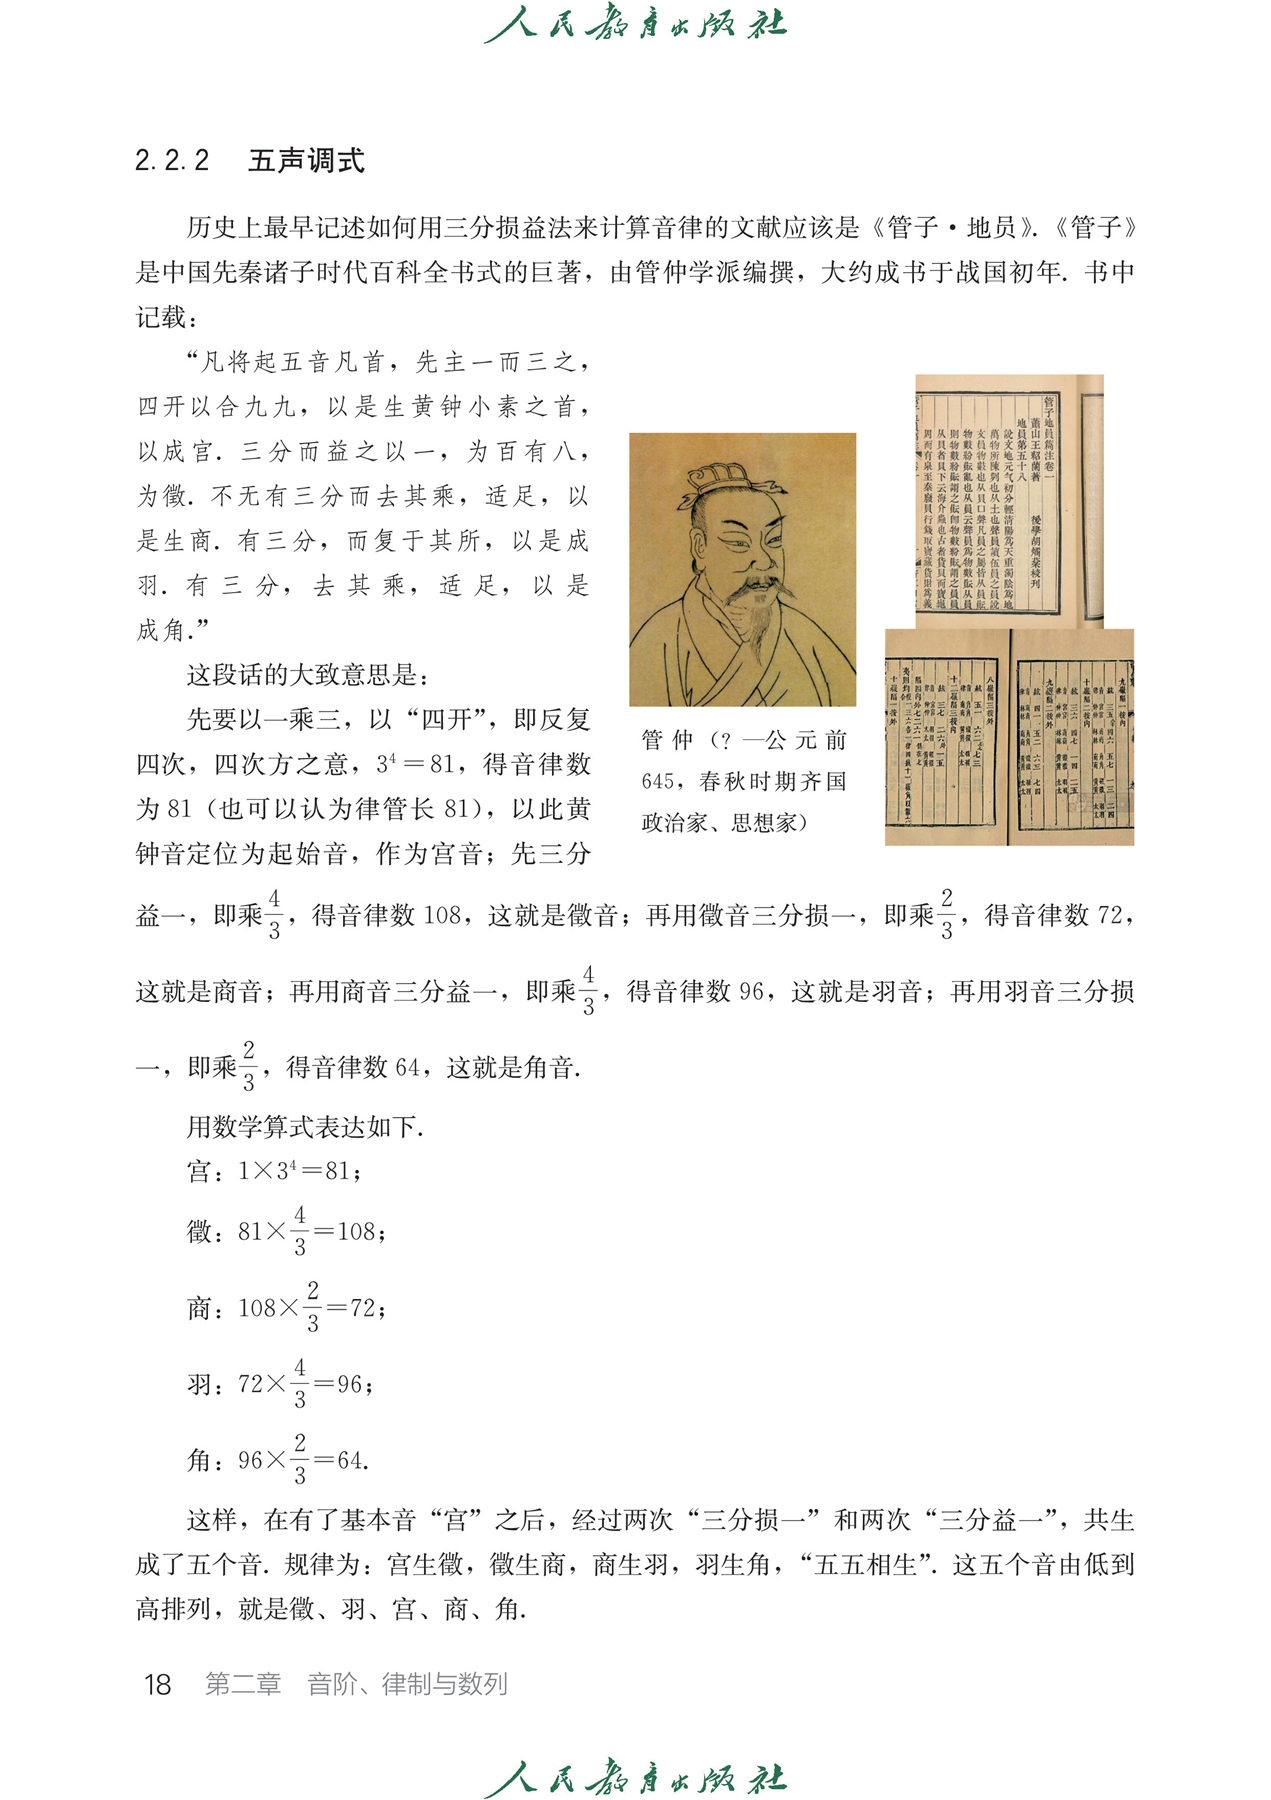 人民教育出版社
2.2.2 五声调式
历史上最早记述如何用三分损益法来计算音律的文献应该是《管子·地员》.《管子》
是中国先秦诸子时代百科全书式的巨著，由管仲学派编撰，大约成书于战国初年. 书中
记载：
“凡将起五音凡首，先主一而三之，
四开以合九九，以是生黄钟小素之首，
以成宫. 三分而益之以一，为百有八，
为徵. 不无有三分而去其乘，适足，以
是生商. 有三分，而复于其所，以是成
羽. 有三分，去其乘，适足，以是
成角.”
这段话的大致意思是：
先要以一乘三，以“四开”，即反复
四次，四次方之意，3⁴=81，得音律数
为 81（也可以认为律管长 81），以此黄
钟音定位为起始音，作为宫音；先三分
管子地員篇注卷一
蕭山王紹蘭著
地員第五十八
管仲（？—公元前
645，春秋时期齐国
政治家、思想家）
益一，即乘4/3，得音律数 108，这就是徵音；再用徵音三分损一，即乘2/3，得音律数 72，
这就是商音；再用商音三分益一，即乘4/3，得音律数 96，这就是羽音；再用羽音三分损
一，即乘2/3，得音律数 64，这就是角音.
用数学算式表达如下.
宫：1×3⁴=81；
徵：81×4/3=108；
商：108×2/3=72；
羽：72×4/3=96；
角：96×2/3=64.
这样，在有了基本音“宫”之后，经过两次“三分损一”和两次“三分益一”，共生
成了五个音. 规律为：宫生徵，徵生商，商生羽，羽生角，“五五相生”. 这五个音由低到
高排列，就是徵、羽、宫、商、角.
18 第二章 音阶、律制与数列
人民教育出版社